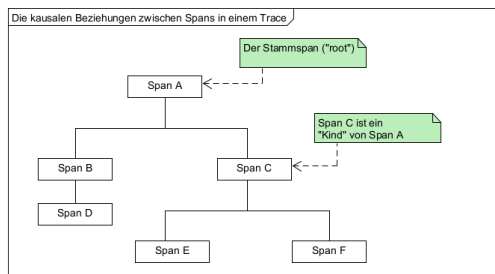 Die kausalen Beziehungen zwischen Spans in einem Trace
Der Stammspan ("root")
Span A
Span C ist ein
"Kind" von Span A
Span B
Span C
Span D
Span E
Span F